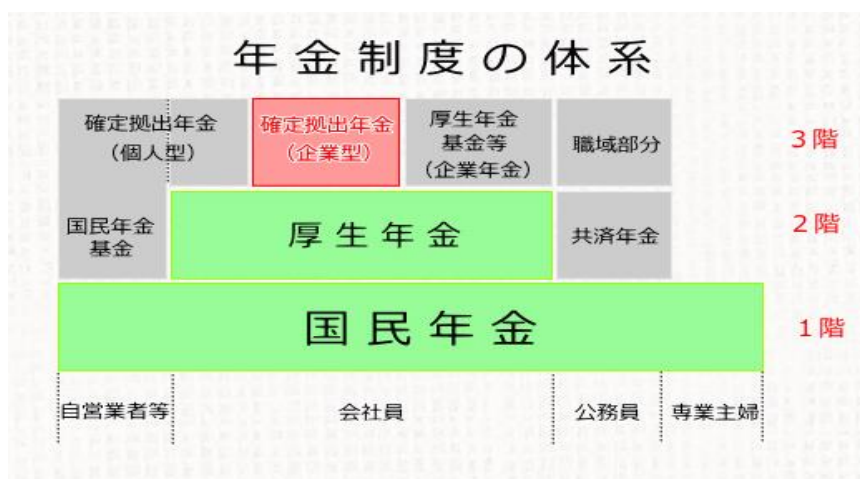 年金制度の体系
確定拠出年金
（個人型）
確定拠出年金
（企業型）
厚生年金
基金等
（企業年金）
職域部分
3階
国民年金
基金
厚生年金
共済年金
2階
国民年金
1階
自営業者等
会社員
公務員
専業主婦